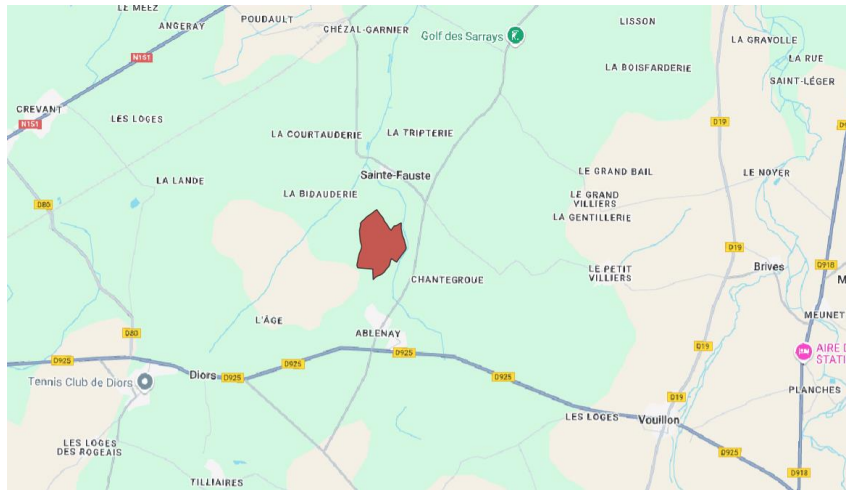 LE MEEZ
ANGERAY
POUDAULT
CHÉZAL-GARNIER
Golf des Sarrays
LISSON
LA GRAVOLLE
LA RUE
SAINT-LÉGER
LA BOISFARDERIE
N151
CREVANT
N151
LES LOGES
LA COURTAUDERIE
LA TRIPTERIE
D19
Sainte-Fauste
LA LANDE
LA BIDAUDERIE
LE GRAND BAIL
LE NOYER
LE GRAND
VILLIERS
LA GENTILLERIE
D80
D19
D918
Brives
LE PETIT
VILLIERS
CHANTEGROUE
MEUNET
L'ÂGE
ABLENAY
D80
D19
D925
D925
D925
AIRE D
STATI
Tennis Club de Diors
Diors
D925
D925
PLANCHES
D19
LES LOGES
Vouillon
LES LOGES
DES ROGEAIS
D925
D918
TILLIAIRES